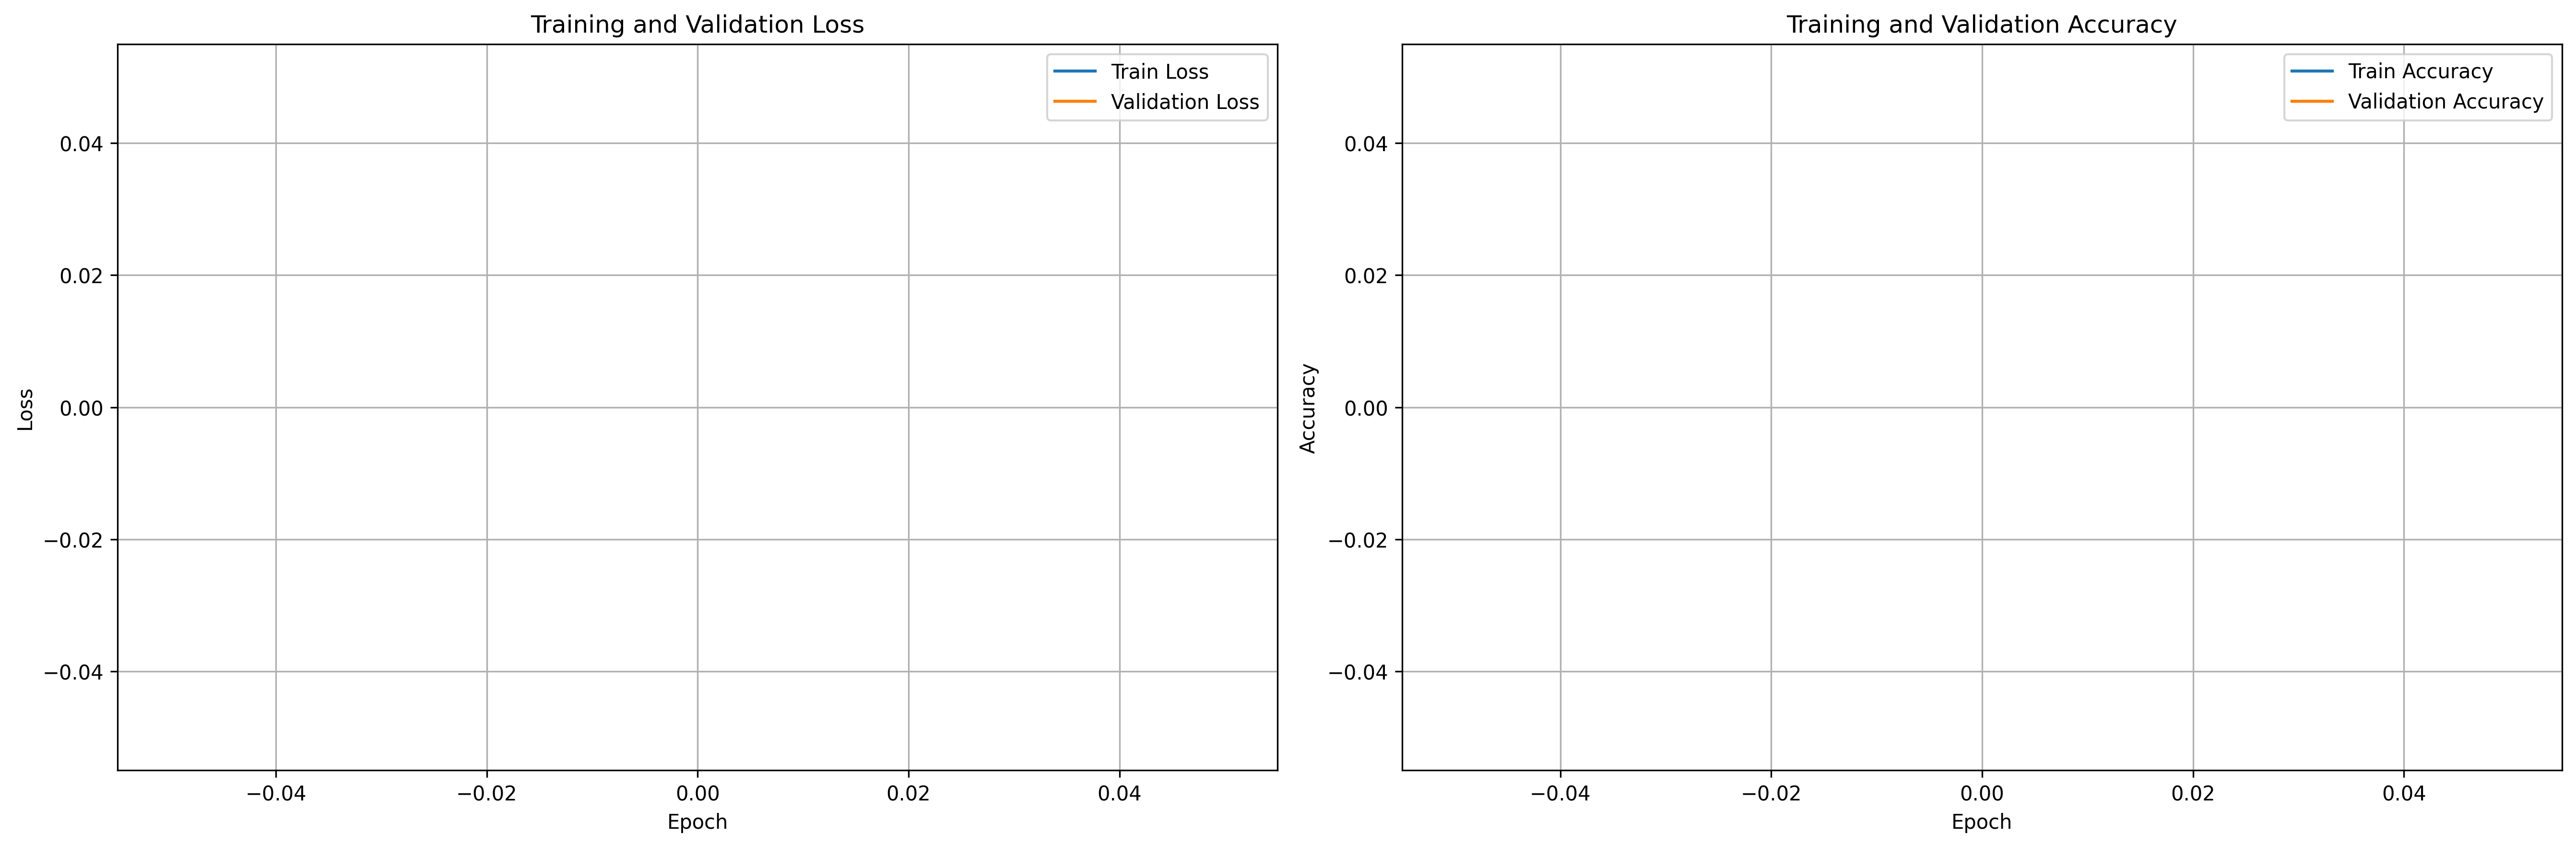 Training and Validation Loss
Train Loss
Validation Loss
0.04
0.02
0.00
−0.02
−0.04
Loss
−0.04 −0.02 0.00 0.02 0.04
Epoch
Training and Validation Accuracy
Train Accuracy
Validation Accuracy
0.04
0.02
0.00
−0.02
−0.04
Accuracy
−0.04 −0.02 0.00 0.02 0.04
Epoch